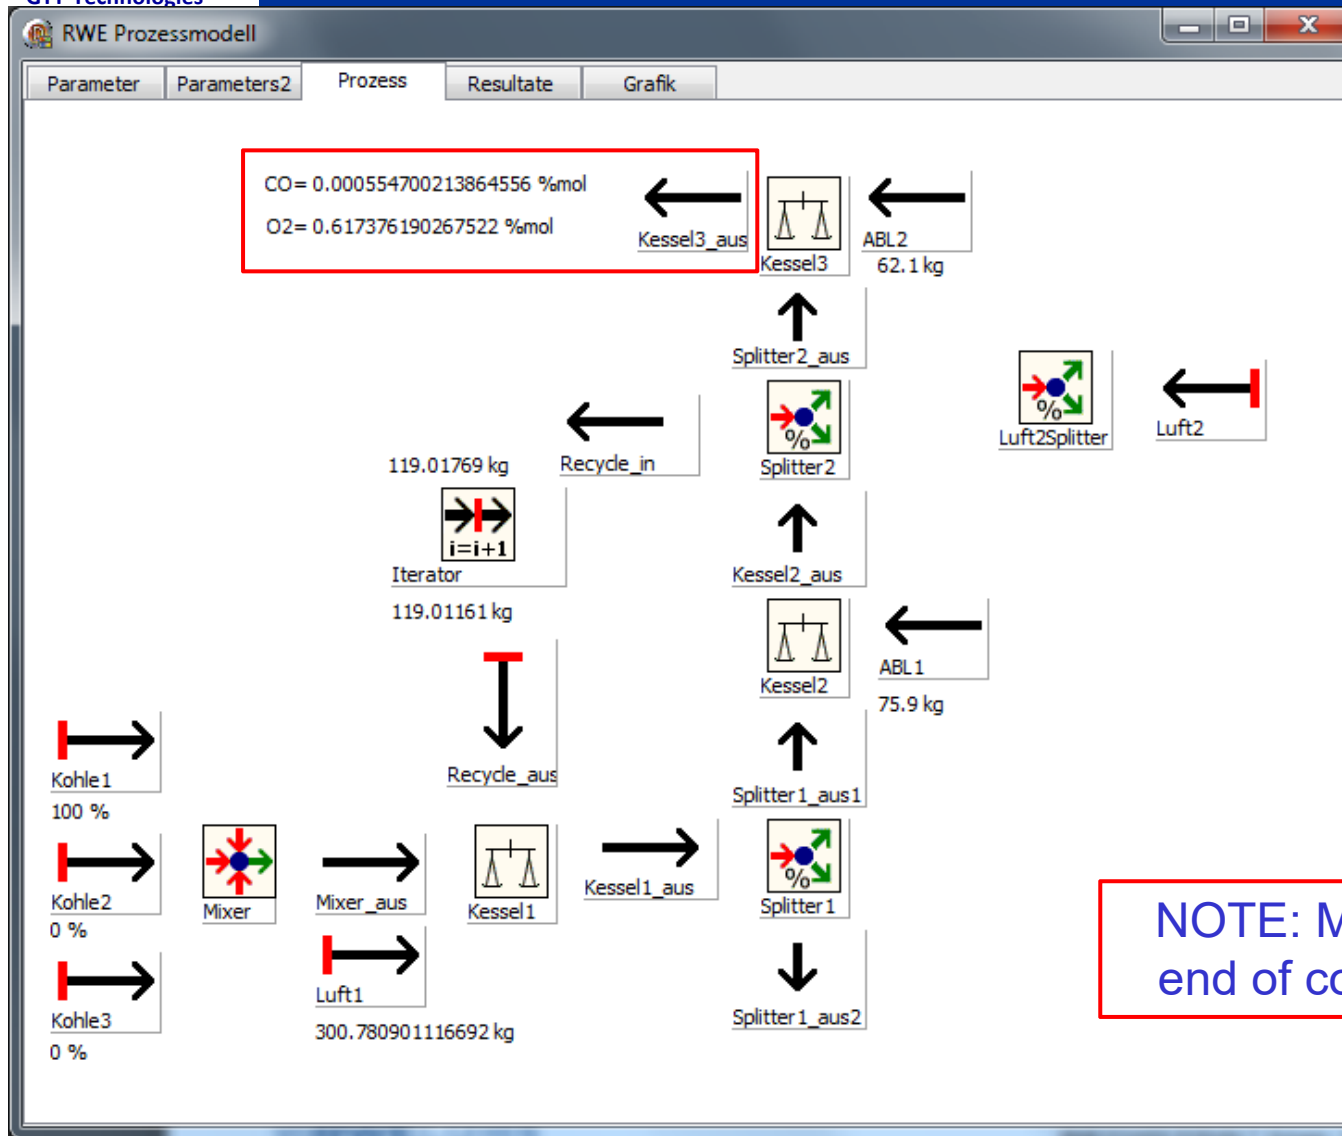 GTT-Technologies
RWE Prozessmodell
Parameter
Parameters2
Prozess
Resultate
Grafik
CO= 0.000554700213864556 %mol
O2= 0.617376190267522 %mol
Kessel3_aus
Kessel3
ABL2
62.1 kg
Splitter2_aus
%
Luft2Splitter
Luft2
119.01769 kg
Recycle_in
%
Splitter2
i=i+1
Iterator
119.01161 kg
Kessel2_aus
Kessel2
ABL1
75.9 kg
Recycle_aus
Splitter1_aus1
Kohle1
100 %
Kohle2
0 %
Mixer
Mixer_aus
Kessel1
Kessel1_aus
%
Splitter1
Kohle3
0 %
Luft1
300.780901116692 kg
Splitter1_aus2
NOTE:
end of